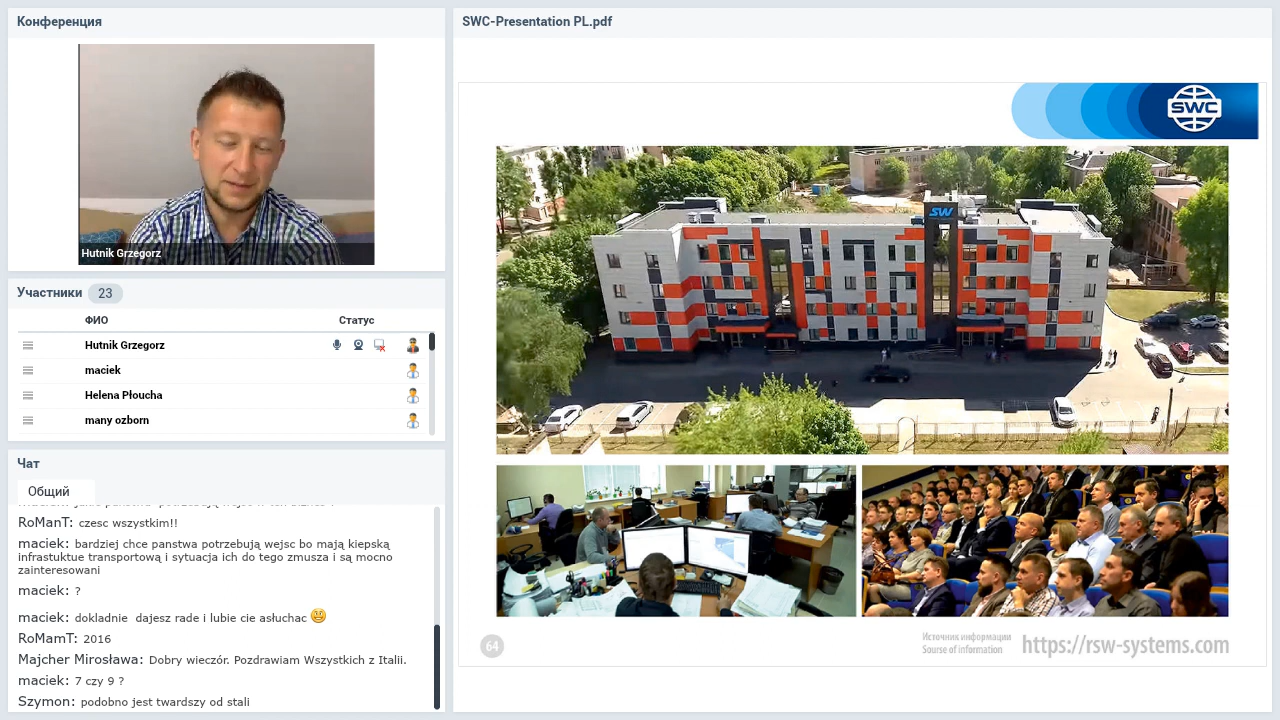 Конференция
Hutnik Grzegorz
Участники 23
ФИО Статус
Hutnik Grzegorz
maciek
Helena Płoucha
many ozborn
Чат
Общий
RoManT: czesc wszystkim!!
maciek: bardziej chce panstwa potrzebują wejsc bo mają kiepską
infrastuktue transportową i sytuacja ich do tego zmusza i są mocno
zainteresowani
maciek: ?
maciek: dokladnie dajesz rade i lubie cie asłuchac
RoMamT: 2016
Majcher Mirosława: Dobry wieczór. Pozdrawiam Wszystkich z Italii.
maciek: 7 czy 9 ?
Szymon: podobno jest twardszy od stali
SWC-Presentation PL.pdf
SWC
SW
64
Источник информации
Sourse of information
https://rsw-systems.com